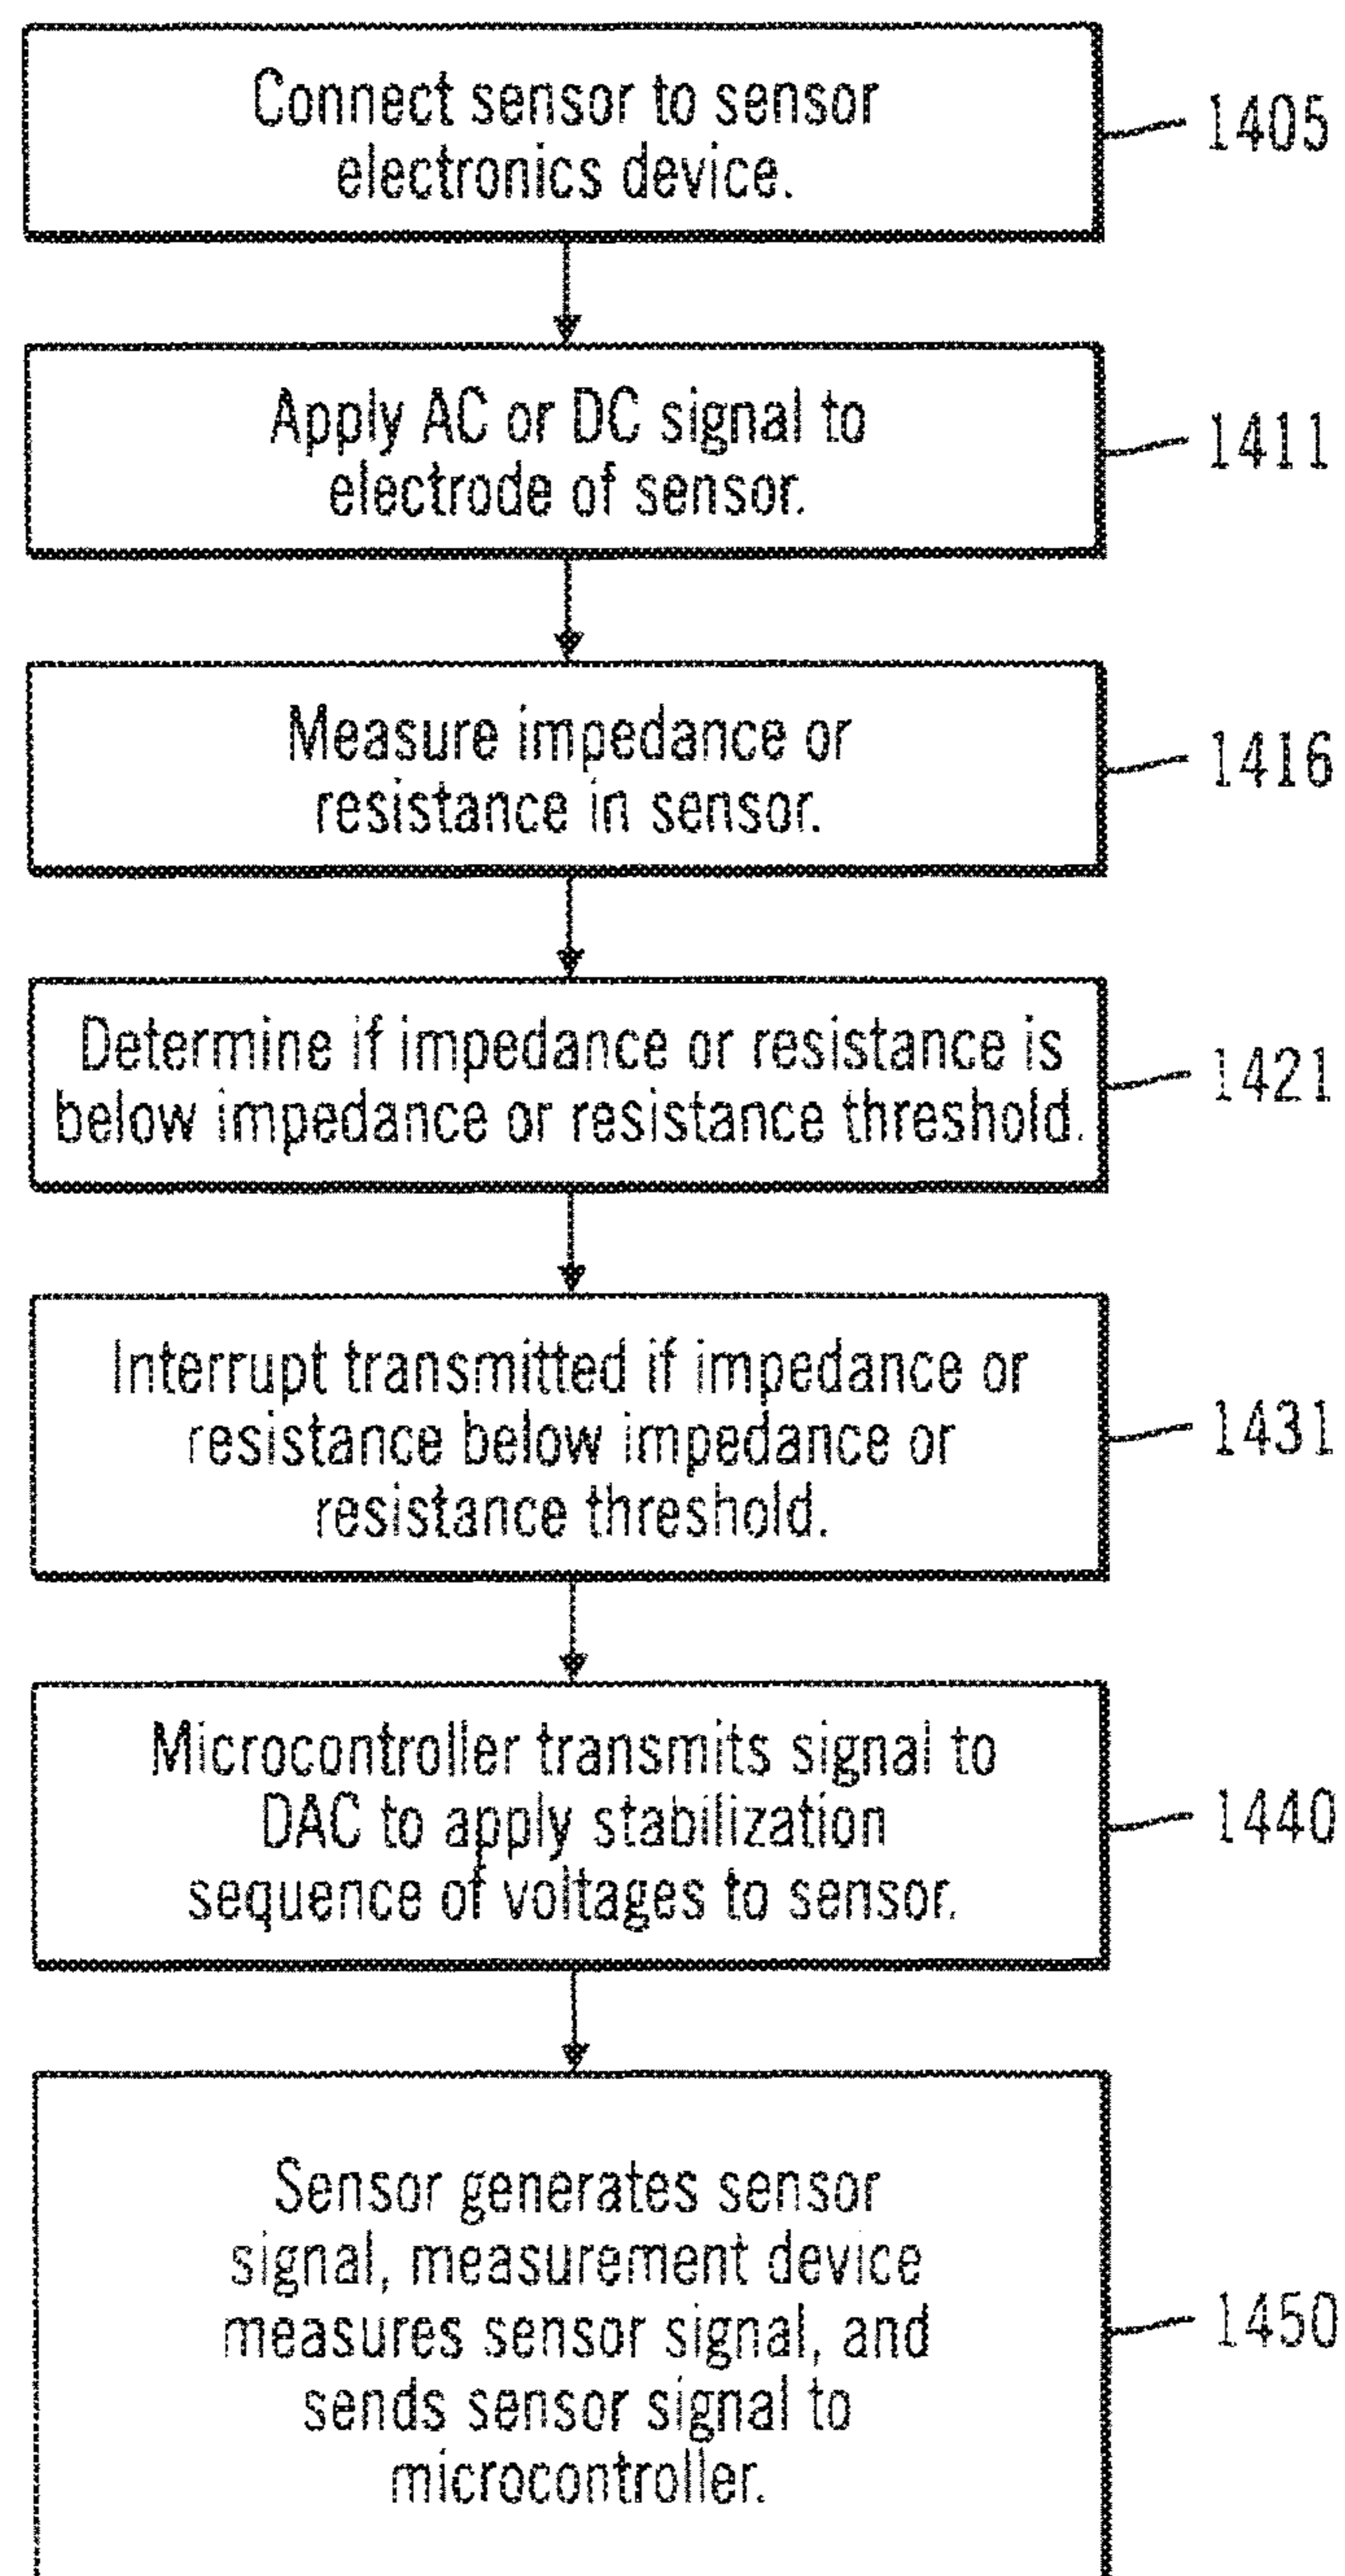 Connect sensor to sensor
electronics device.
1405
Apply AC or DC signal to
electrode of sensor.
1411
Measure impedance or
resistance in sensor.
1416
Determine if impedance or resistance is
below impedance or resistance threshold.
1421
Interrupt transmitted if impedance or
resistance below impedance or
resistance threshold.
1431
Microcontroller transmits signal to
DAC to apply stabilization
sequence of voltages to sensor.
1440
Sensor generates sensor
signal, measurement device
measures sensor signal, and
sends sensor signal to
microcontroller.
1450